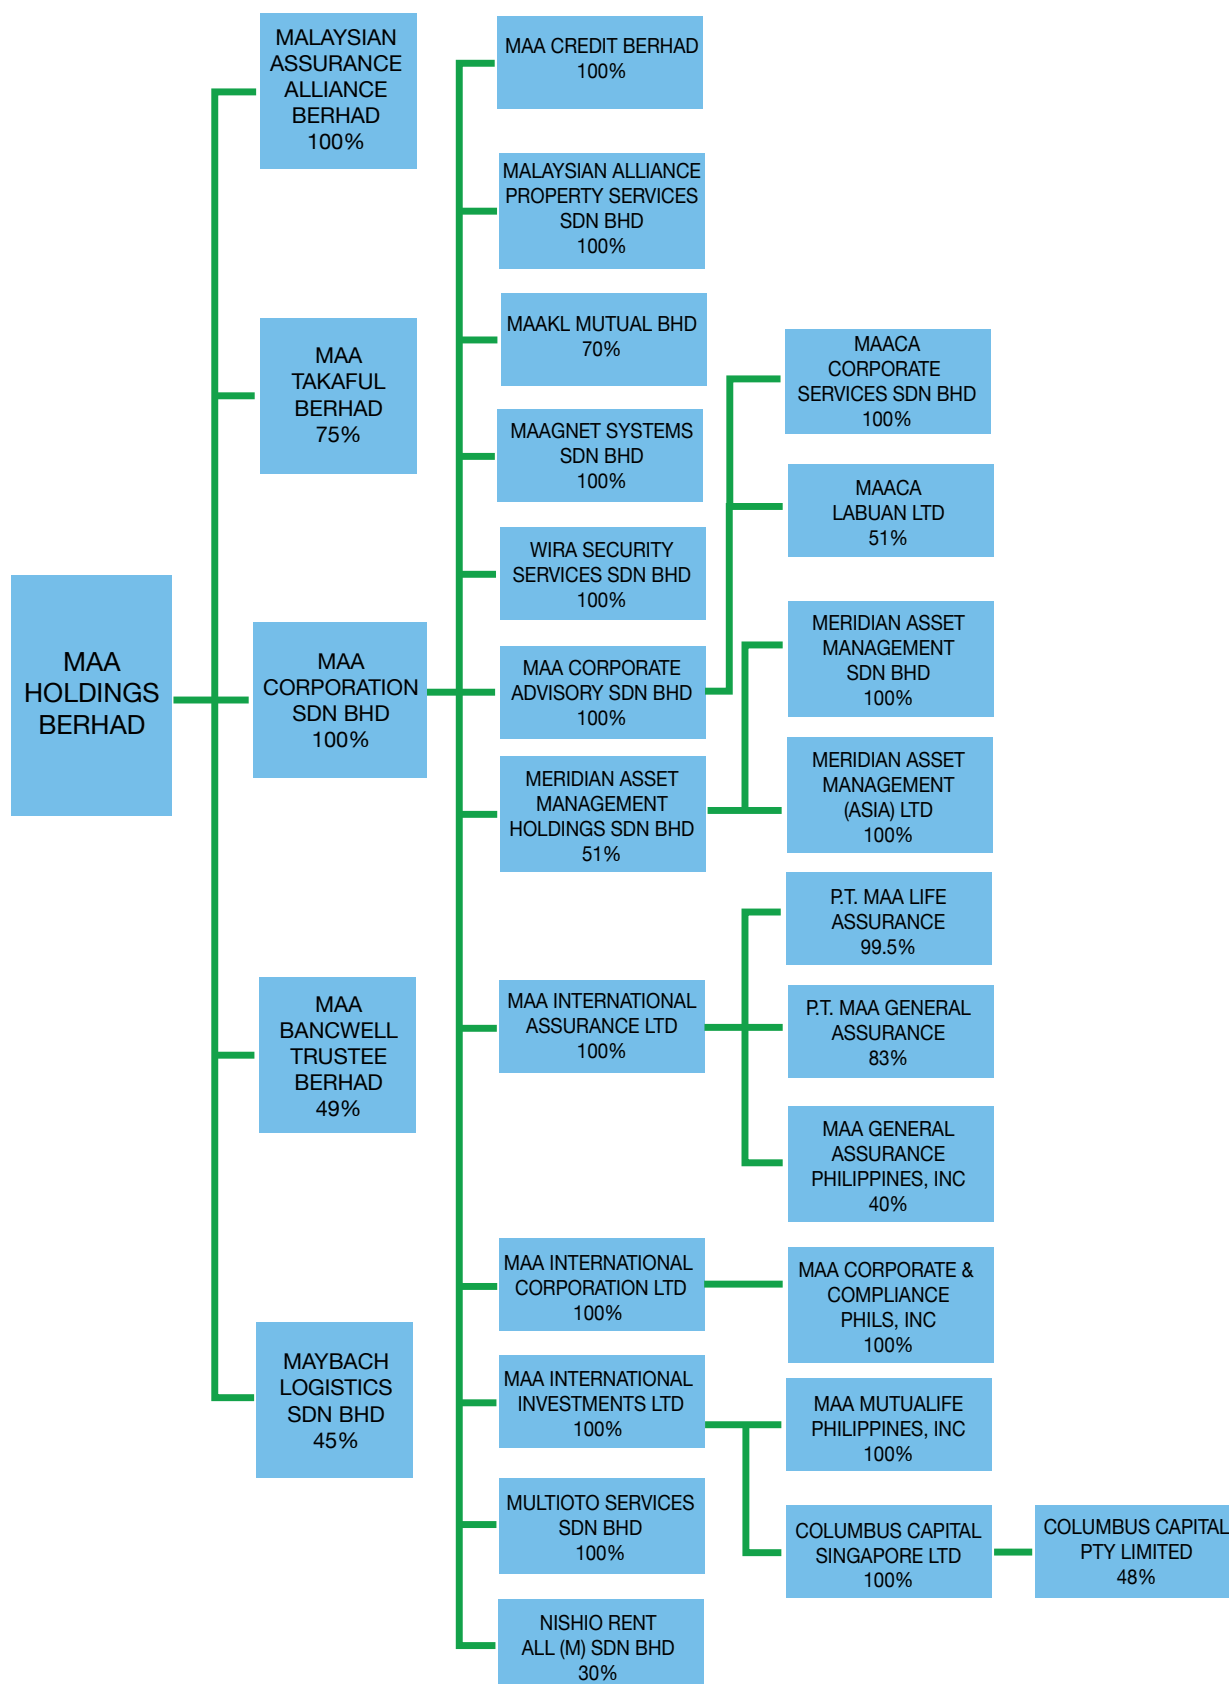 MAA
HOLDINGS
BERHAD
MALAYSIAN
ASSURANCE
ALLIANCE
BERHAD
100%
MAA
TAKAFUL
BERHAD
75%
MAA
CORPORATION
SDN BHD
100%
MAA
BANCWELL
TRUSTEE
BERHAD
49%
MAYBACH
LOGISTICS
SDN BHD
45%
MAA CREDIT BERHAD
100%
MALAYSIAN ALLIANCE
PROPERTY SERVICES
SDN BHD
100%
MAAKL MUTUAL BHD
70%
MAAGNET SYSTEMS
SDN BHD
100%
WIRA SECURITY
SERVICES SDN BHD
100%
MAA CORPORATE
ADVISORY SDN BHD
100%
MERIDIAN ASSET
MANAGEMENT
HOLDINGS SDN BHD
51%
MAA INTERNATIONAL
ASSURANCE LTD
100%
MAA INTERNATIONAL
CORPORATION LTD
100%
MAA INTERNATIONAL
INVESTMENTS LTD
100%
MULTIOTO SERVICES
SDN BHD
100%
NISHIO RENT
ALL (M) SDN BHD
30%
MAACA
CORPORATE
SERVICES SDN BHD
100%
MAACA
LABUAN LTD
51%
MERIDIAN ASSET
MANAGEMENT
SDN BHD
100%
MERIDIAN ASSET
MANAGEMENT
(ASIA) LTD
100%
P.T. MAA LIFE
ASSURANCE
99.5%
P.T. MAA GENERAL
ASSURANCE
83%
MAA GENERAL
ASSURANCE
PHILIPPINES, INC
40%
MAA CORPORATE &
COMPLIANCE
PHILS, INC
100%
MAA MUTUALIFE
PHILIPPINES, INC
100%
COLUMBUS CAPITAL
SINGAPORE LTD
100%
COLUMBUS CAPITAL
PTY LIMITED
48%